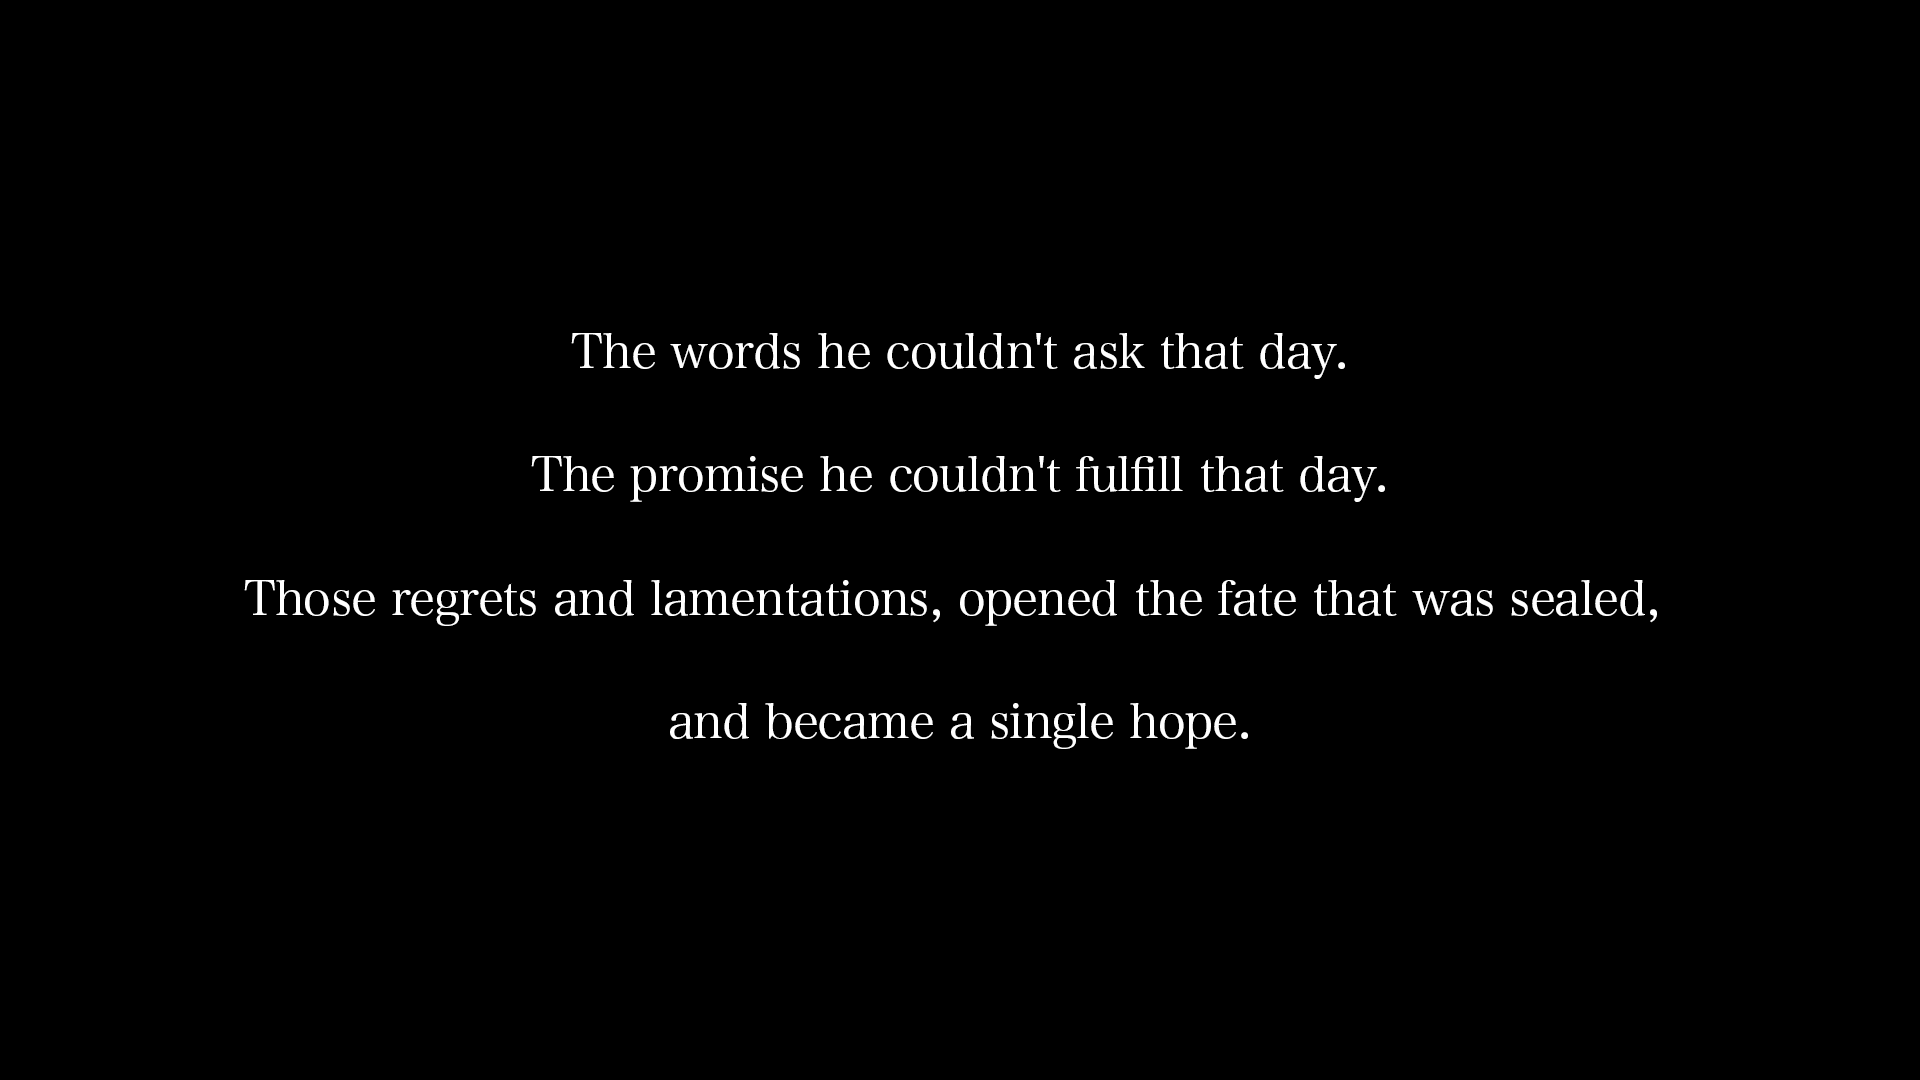 The words he couldn't ask that day.
The promise he couldn't fulfill that day.
Those regrets and lamentations, opened the fate that was sealed,
and became a single hope.